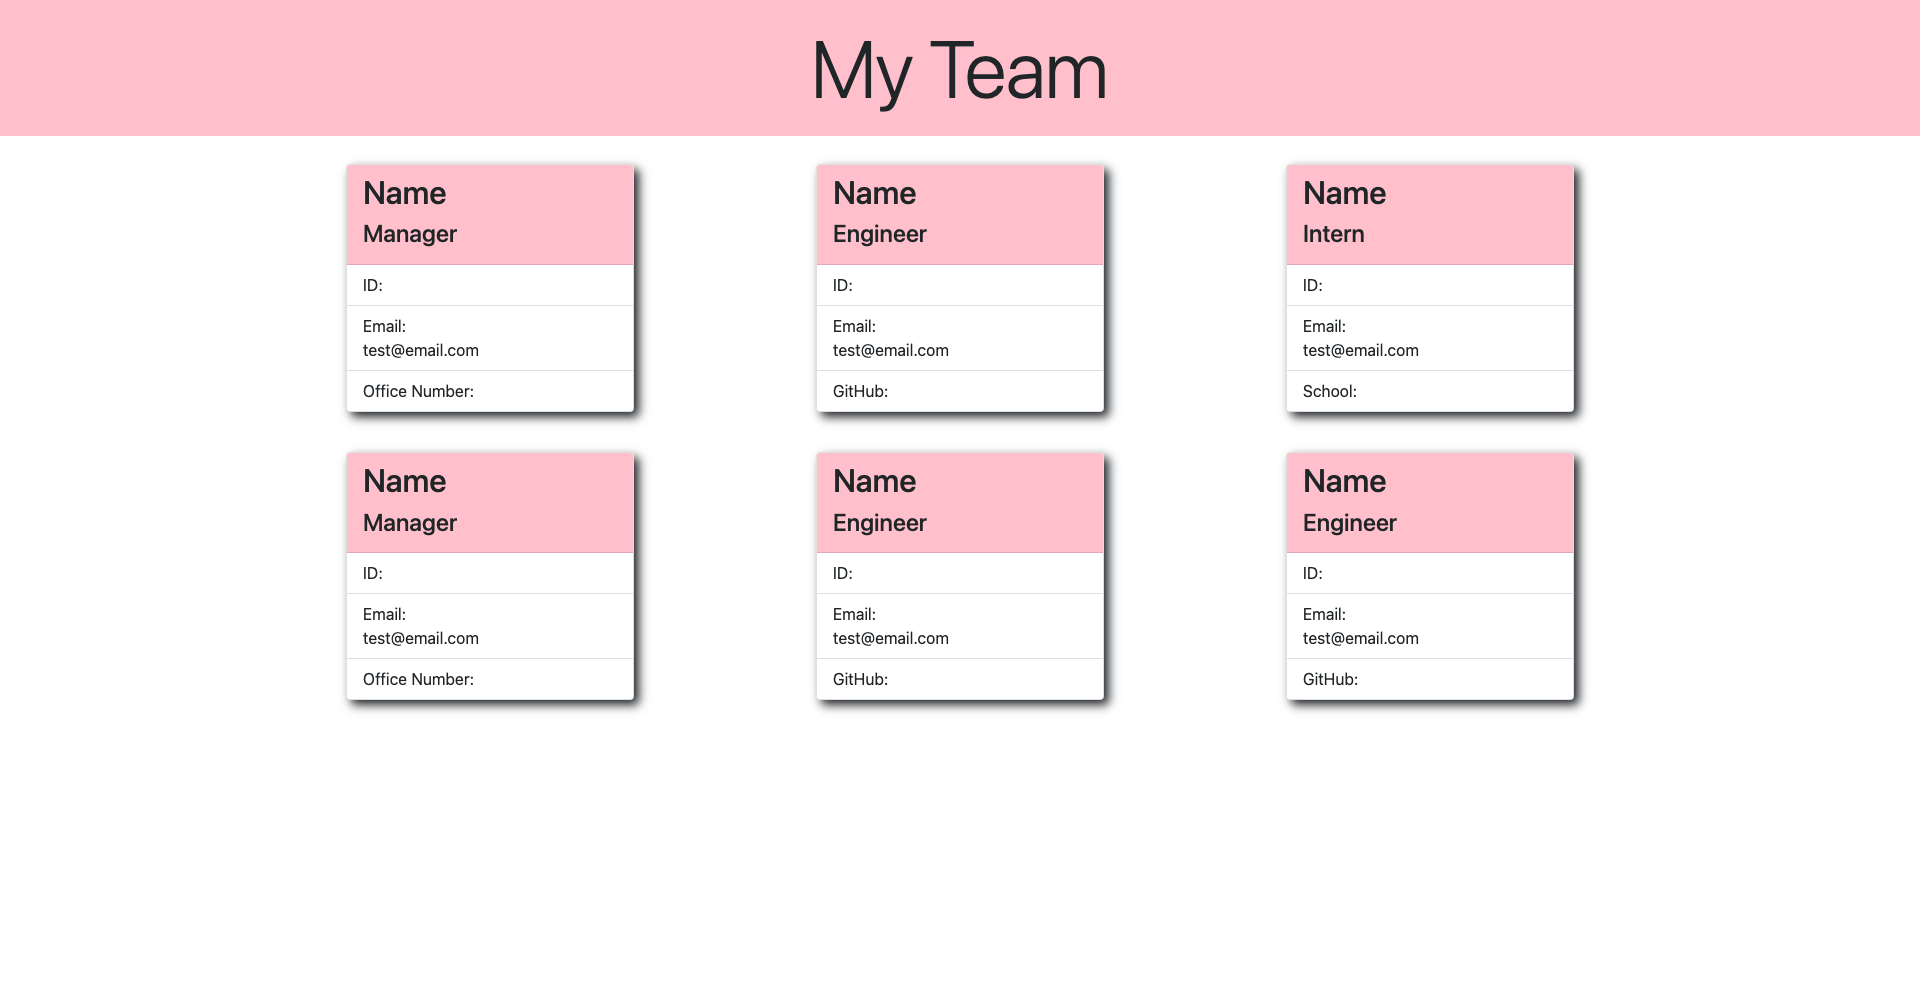 My Team
Name
Manager
ID:
Email:
test@email.com
Office Number:
Name
Engineer
ID:
Email:
test@email.com
GitHub:
Name
Intern
ID:
Email:
test@email.com
School:
Name
Manager
ID:
Email:
test@email.com
Office Number:
Name
Engineer
ID:
Email:
test@email.com
GitHub:
Name
Engineer
ID:
Email:
test@email.com
GitHub: